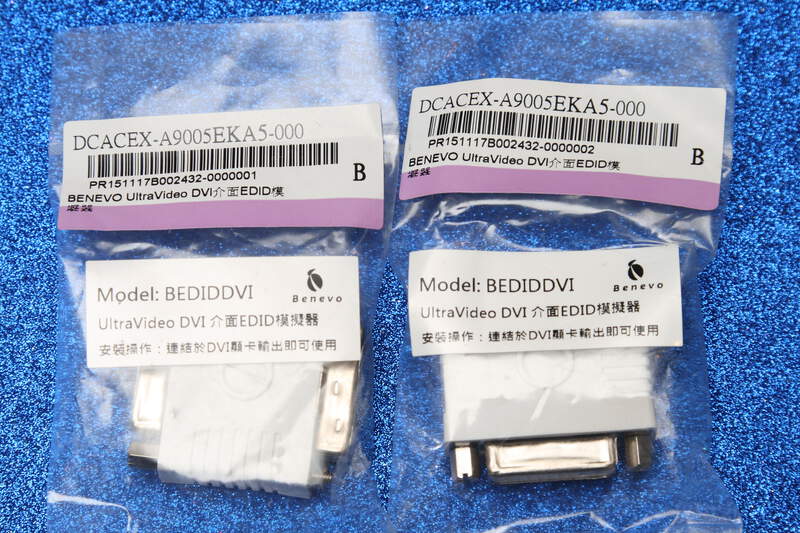 DCACEX-A9005EKA5-000
PR151117B002432-0000001
B
BENEVO UltraVideo DVI介面EDID模
擬器
Model: BEDIDDVI
Benevo
UltraVideo DVI 介面EDID模擬器
安裝操作：連結於DVI顯卡輸出即可使用
DCACEX-A9005EKA5-000
PR151117B002432-0000002
B
BENEVO UltraVideo DVI介面EDID模
擬器
Model: BEDIDDVI
Benevo
UltraVideo DVI 介面EDID模擬器
安裝操作：連結於DVI顯卡輸出即可使用